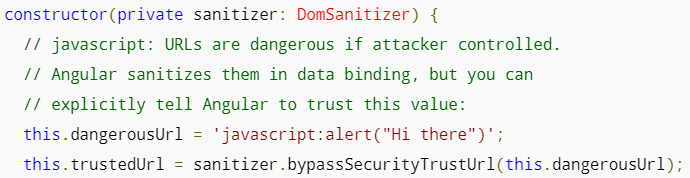 constructor(private sanitizer: DomSanitizer) {
  // javascript: URLs are dangerous if attacker controlled.
  // Angular sanitizes them in data binding, but you can
  // explicitly tell Angular to trust this value:
  this.dangerousUrl = 'javascript:alert("Hi there")';
  this.trustedUrl = sanitizer.bypassSecurityTrustUrl(this.dangerousUrl);